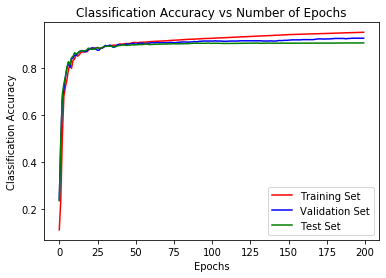 Classification Accuracy vs Number of Epochs
Classification Accuracy
0.8
0.6
0.4
0.2
0 25 50 75 100 125 150 175 200
Epochs
Training Set
Validation Set
Test Set